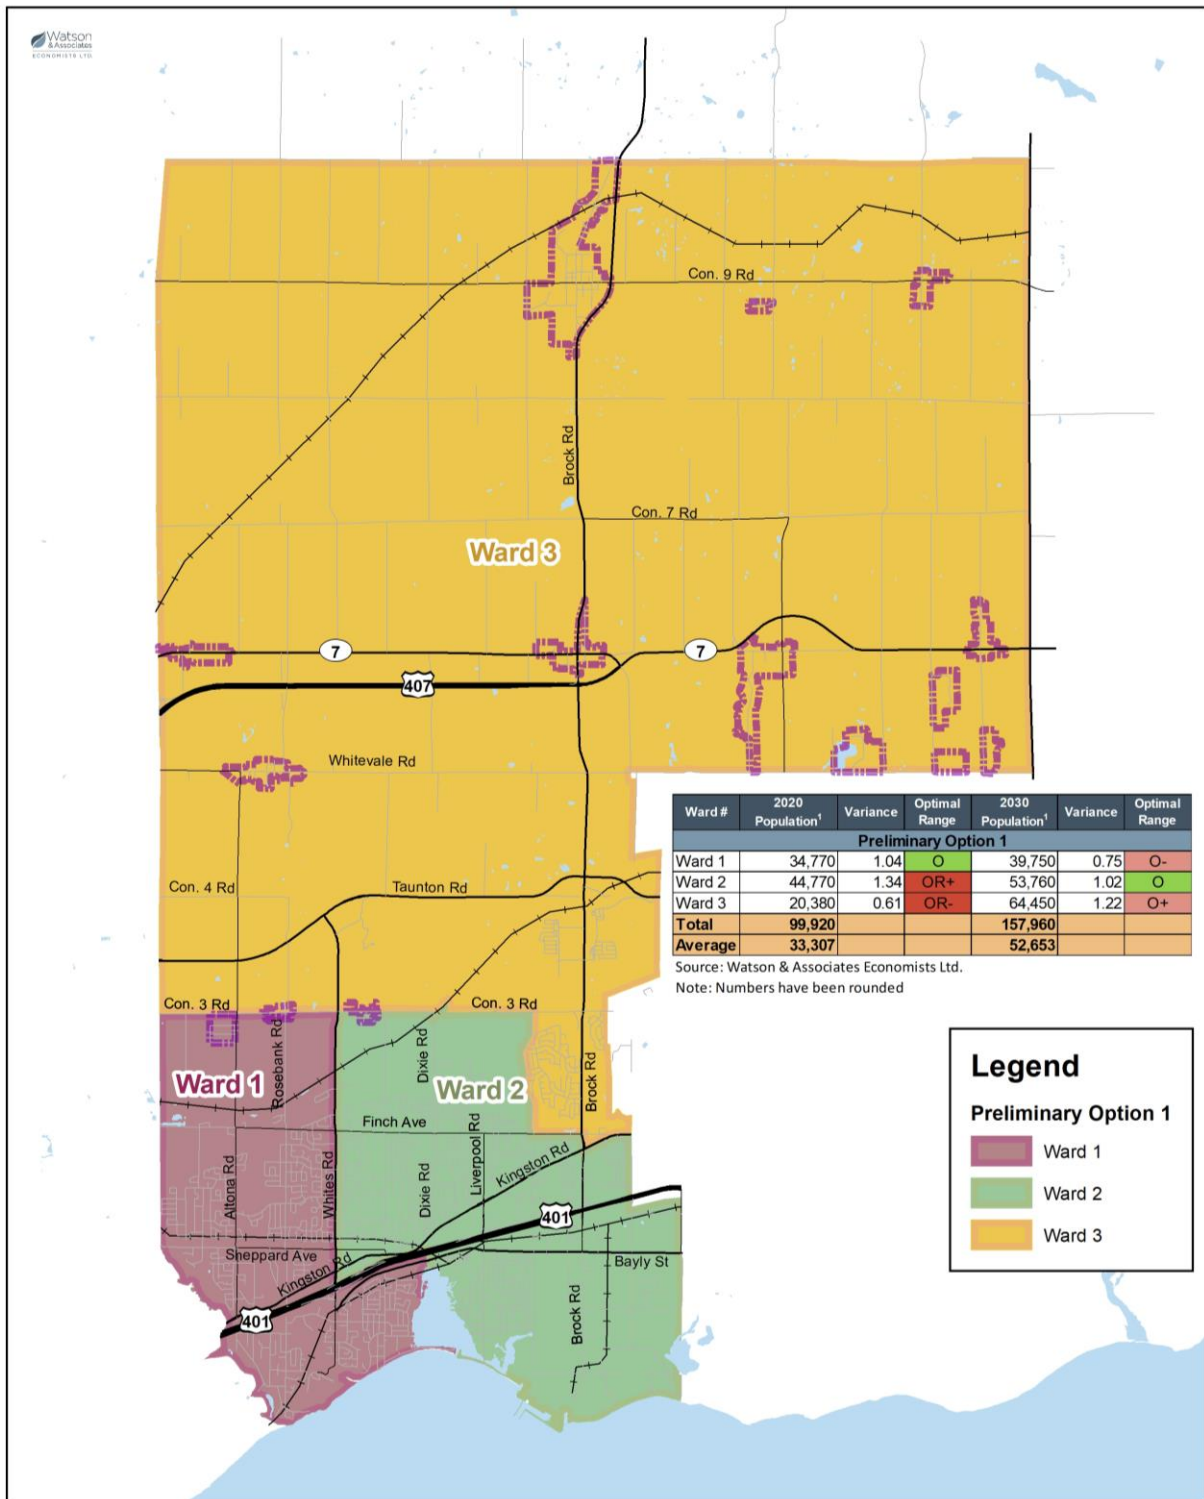 Watson
& Associates
ECONOMISTS LTD.
Con. 9 Rd
Brock Rd
Con. 7 Rd
Ward 3
7
7
407
Whitevale Rd
Ward # 2020 Population¹ Variance Optimal Range 2030 Population¹ Variance Optimal Range
Preliminary Option 1
Ward 1 34,770 1.04 O 39,750 0.75 O-
Ward 2 44,770 1.34 OR+ 53,760 1.02 O
Ward 3 20,380 0.61 OR- 64,450 1.22 O+
Total 99,920 157,960
Average 33,307 52,653
Source: Watson & Associates Economists Ltd.
Note: Numbers have been rounded
Con. 4 Rd
Taunton Rd
Con. 3 Rd
Con. 3 Rd
Rosebank Rd
Dixie Rd
Brock Rd
Ward 1
Ward 2
Finch Ave
Altona Rd
Whites Rd
Dixie Rd
Liverpool Rd
Kingston Rd
401
Sheppard Ave
Kingston Rd
Bayly St
401
Brock Rd
Legend
Preliminary Option 1
Ward 1
Ward 2
Ward 3